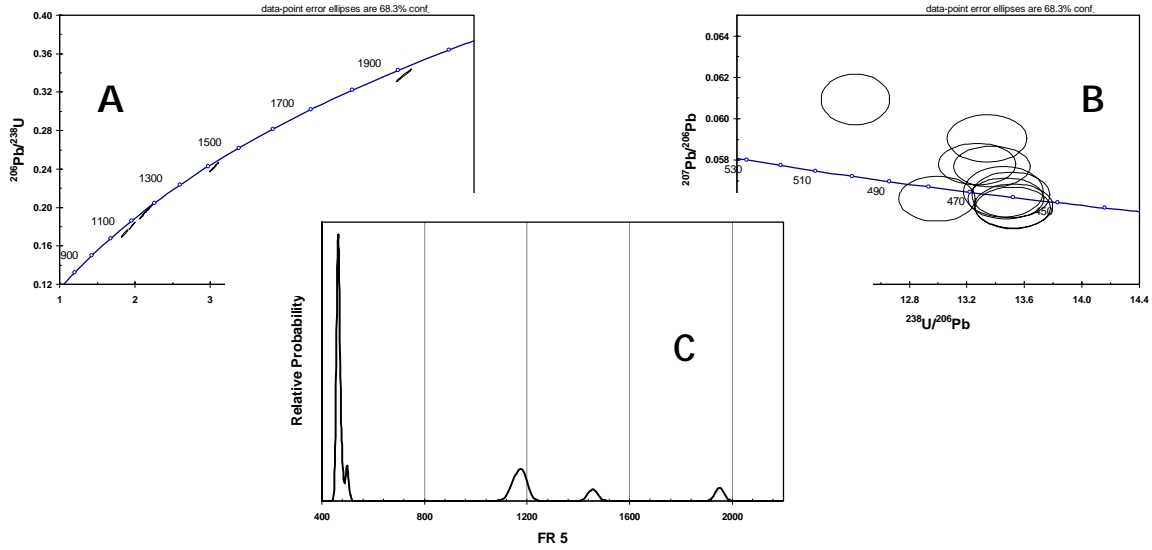 data-point error ellipses are 68.3% conf.
0.40
0.36
0.32
0.28
0.24
0.20
0.16
0.12
206Pb/238U
A
900
1100
1300
1500
1700
1900
1 2 3
data-point error ellipses are 68.3% conf.
0.064
0.062
0.060
0.058
207Pb/206Pb
B
530
510
490
470
450
12.8 13.2 13.6 14.0 14.4
238U/206Pb
Relative Probability
C
400 800 1200 1600 2000
FR 5